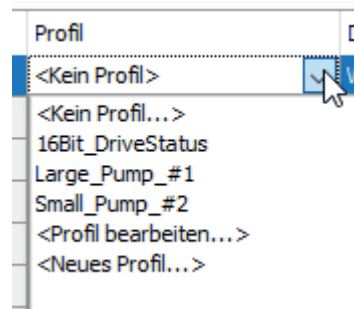 Profil
<Kein Profil>
<Kein Profil...>
16Bit_DriveStatus
Large_Pump_#1
Small_Pump_#2
<Profil bearbeiten...>
<Neues Profil...>